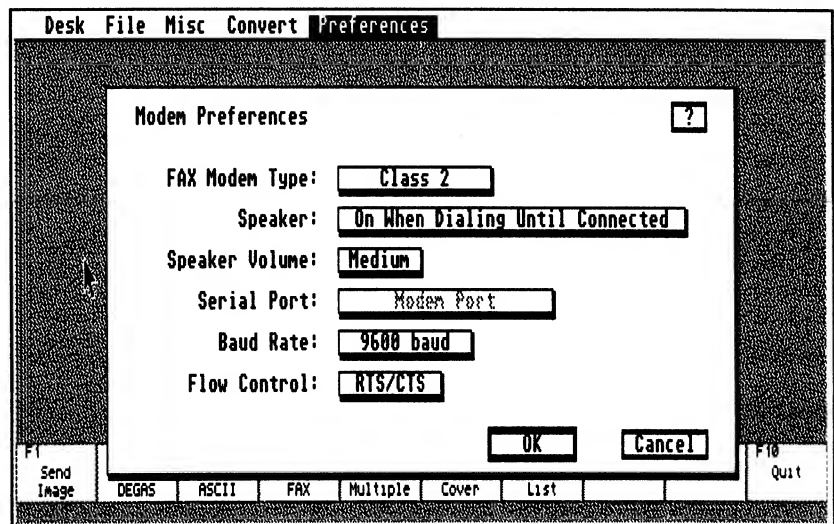 Desk File Misc Convert Preferences
Modem Preferences ?
FAX Modem Type: Class 2
Speaker: On When Dialing Until Connected
Speaker Volume: Medium
Serial Port: Modem Port
Baud Rate: 9600 baud
Flow Control: RTS/CTS
OK Cancel
F1 F10
Send Quit
Image DEGAS ASCII FAX Multiple Cover List